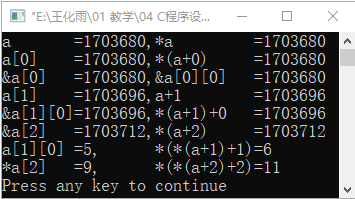 "E:\王化雨\01 教学\04 C程序设...
a       =1703680,*a        =1703680
a[0]    =1703680,*(a+0)    =1703680
&a[0]   =1703680,&a[0][0]  =1703680
a[1]    =1703696,a+1       =1703696
&a[1][0]=1703696,*(a+1)+0  =1703696
&a[2]   =1703712,*(a+2)    =1703712
a[1][0] =5,      *(*(a+1)+1)=6
*a[2]   =9,      *(*(a+2)+2)=11
Press any key to continue